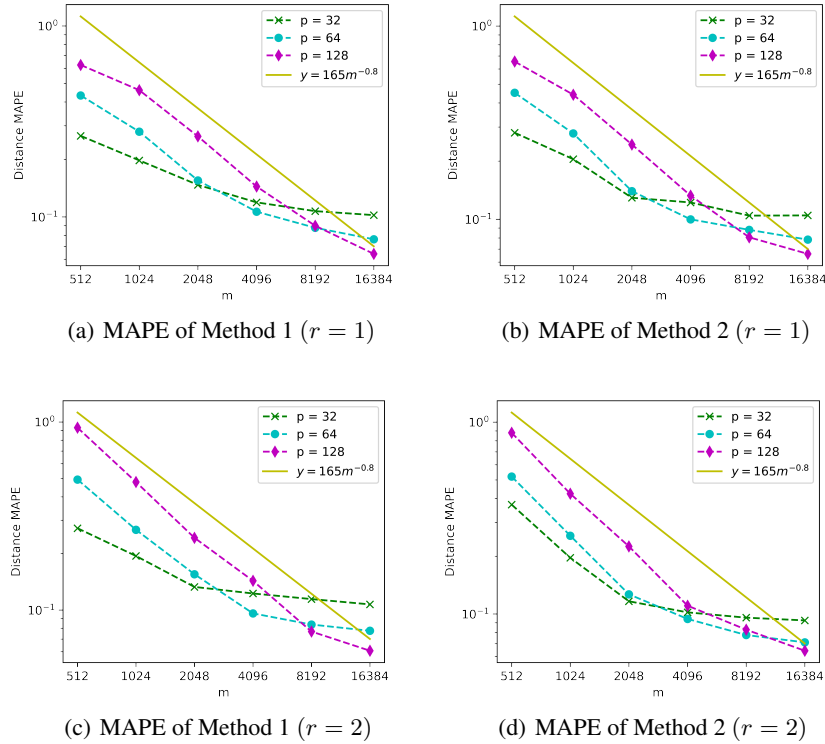 10⁰
10⁻¹
Distance MAPE
p = 32
p = 64
p = 128
y = 165m⁻⁰·⁸
512 1024 2048 4096 8192 16384
m
(a) MAPE of Method 1 (r = 1)
10⁰
10⁻¹
Distance MAPE
p = 32
p = 64
p = 128
y = 165m⁻⁰·⁸
512 1024 2048 4096 8192 16384
m
(b) MAPE of Method 2 (r = 1)
10⁰
10⁻¹
Distance MAPE
p = 32
p = 64
p = 128
y = 165m⁻⁰·⁸
512 1024 2048 4096 8192 16384
m
(c) MAPE of Method 1 (r = 2)
10⁰
10⁻¹
Distance MAPE
p = 32
p = 64
p = 128
y = 165m⁻⁰·⁸
512 1024 2048 4096 8192 16384
m
(d) MAPE of Method 2 (r = 2)